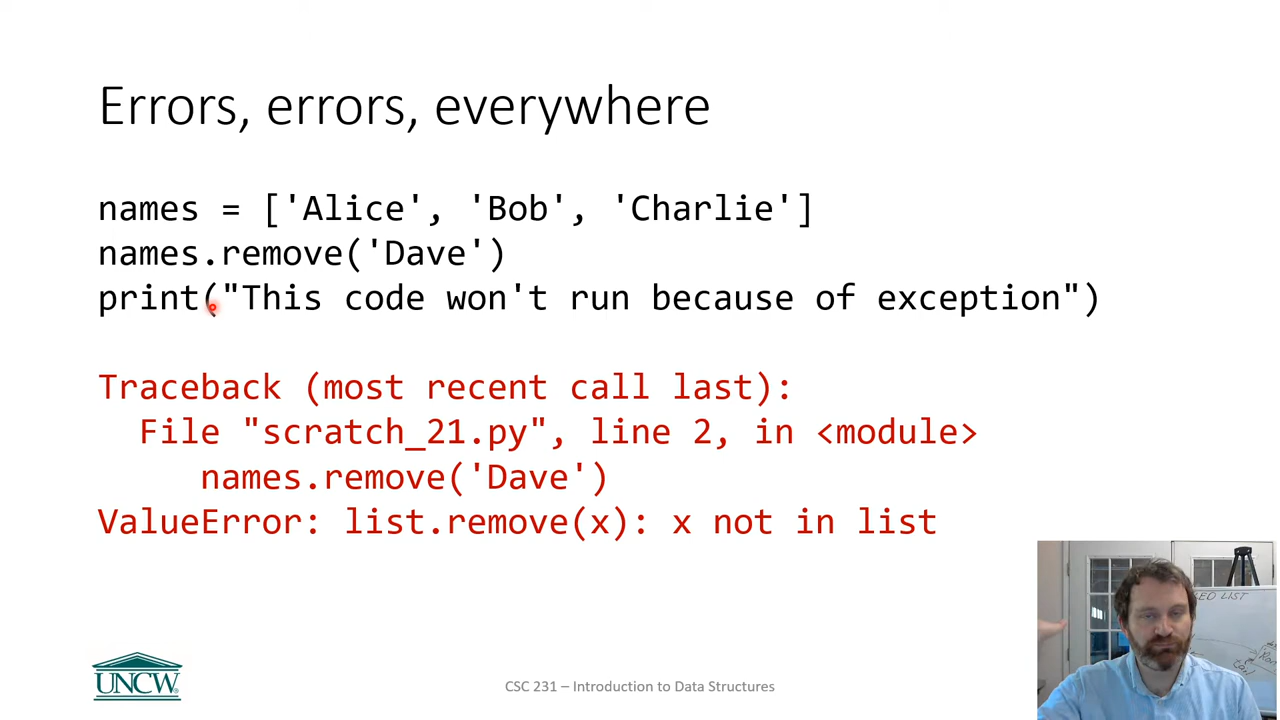 Errors, errors, everywhere
names = ['Alice', 'Bob', 'Charlie']
names.remove('Dave')
print("This code won't run because of exception")
Traceback (most recent call last):
File "scratch_21.py", line 2, in <module>
names.remove('Dave')
ValueError: list.remove(x): x not in list
LIST
UNCW
CSC 231 – Introduction to Data Structures